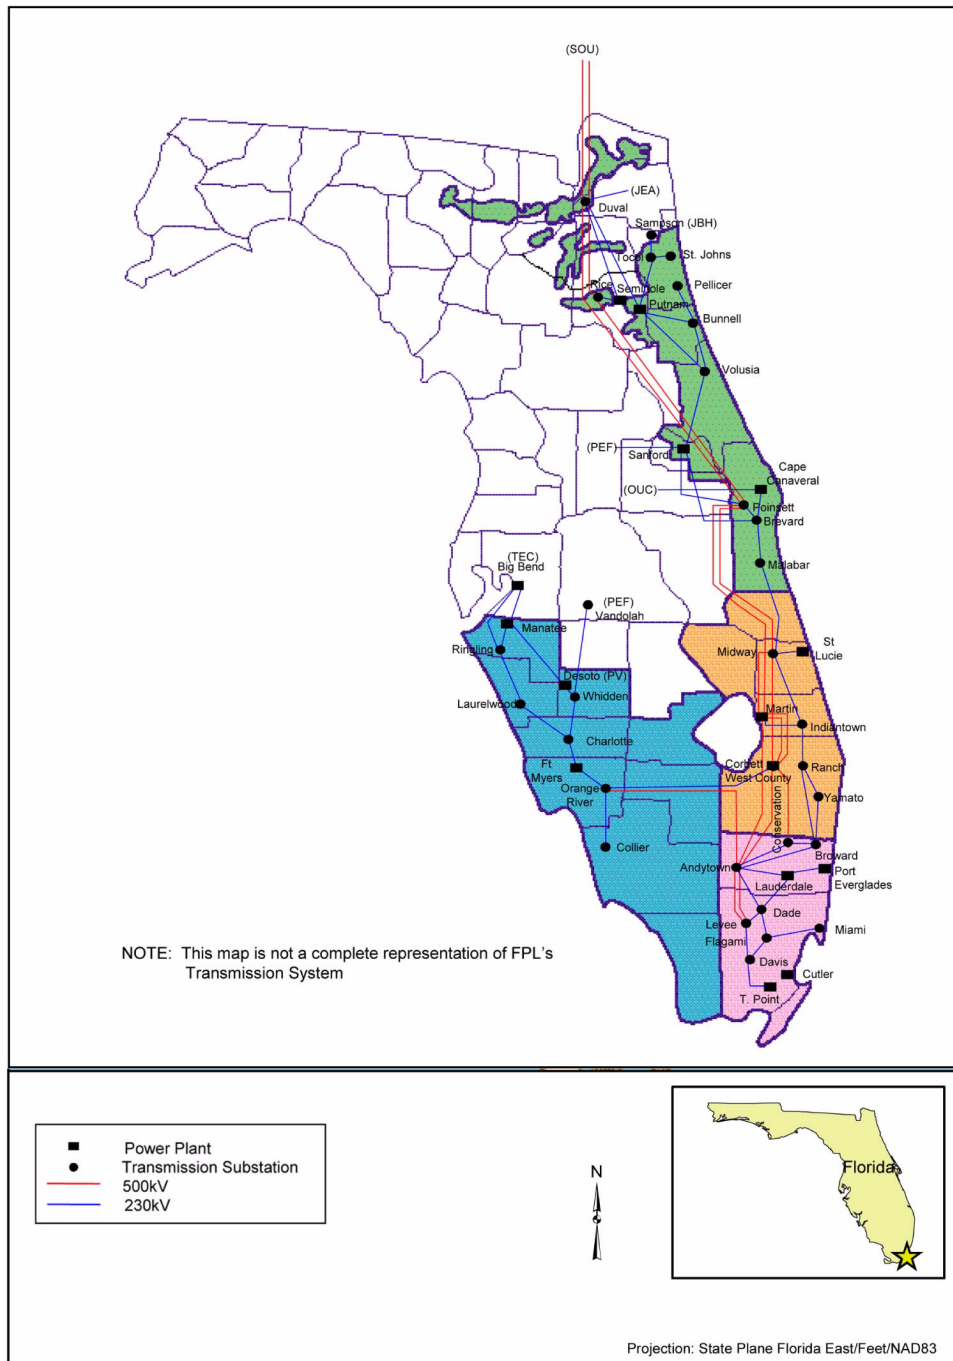 (SOU)
(JEA)
Duval
Sampson (JBH)
Tocoi
St. Johns
Rice
Seminole
Pellicer
Putnam
Bunnell
Volusia
(PEF)
Sanford
Cape
Canaveral
(OUC)
Poinsett
Brevard
Malabar
(TEC)
Big Bend
(PEF)
Vandolah
Manatee
Ringling
Midway
St
Lucie
Desoto (PV)
Whidden
Laurelwood
Martin
Indiantown
Charlotte
Ft
Myers
Corbett
West County
Ranch
Orange
River
Yamato
Conservation
Collier
Broward
Andytown
Port
Everglades
Lauderdale
Dade
Levee
Miami
Flagami
Davis
Cutler
T. Point
NOTE: This map is not a complete representation of FPL's
Transmission System
Power Plant
Transmission Substation
500kV
230kV
N
Florida
Projection: State Plane Florida East/Feet/NAD83